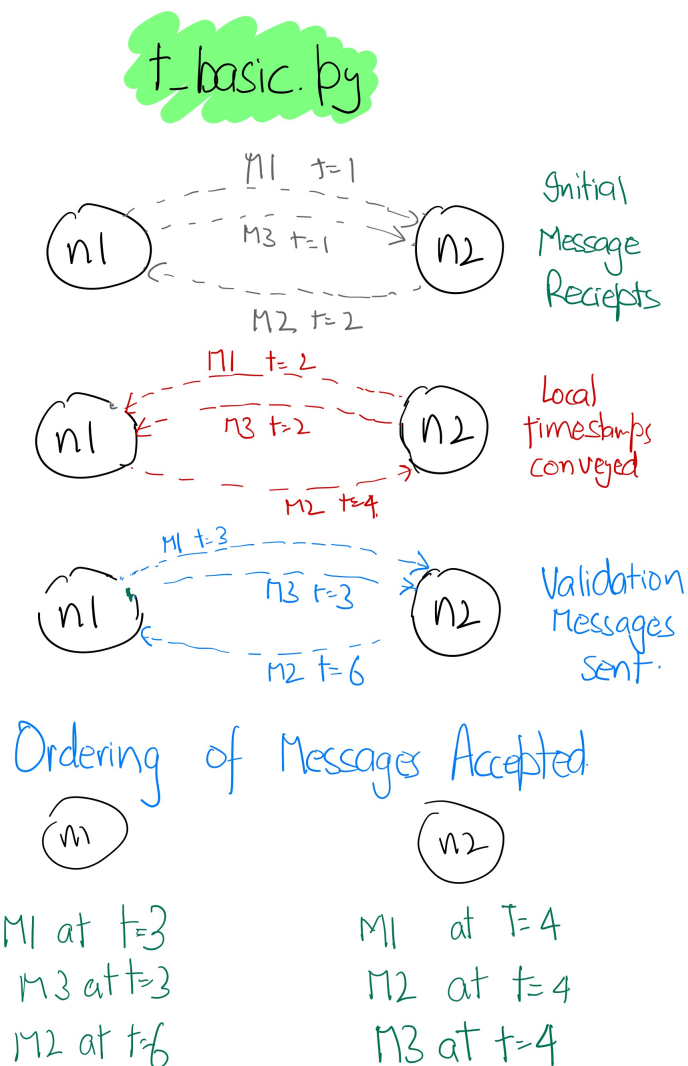 t_basic.py
M1 t=1
n1
M3 t=1
n2
M2 t=2
Initial
Message
Reciepts
M1 t=2
n1
M3 t=2
n2
M2 t=4
Local
timestamps
conveyed
M1 t=3
n1
M3 t=3
n2
M2 t=6
Validation
Messages
sent.
Ordering of Messages Accepted.
n1
n2
M1 at t=3
M3 at t=3
M2 at t=6
M1 at T=4
M2 at t=4
M3 at t=4